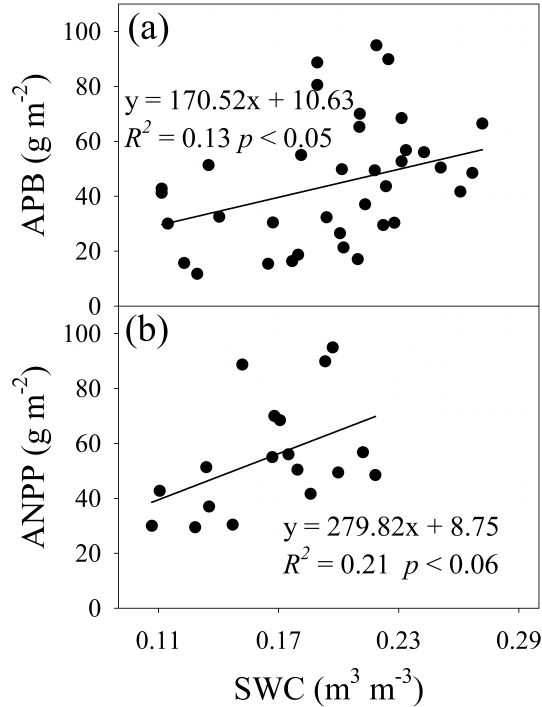 (a)
100
80
60
40
20
0
APB (g m⁻²)
y = 170.52x + 10.63
R² = 0.13 p < 0.05
(b)
100
80
60
40
20
0
ANPP (g m⁻²)
y = 279.82x + 8.75
R² = 0.21 p < 0.06
0.11 0.17 0.23 0.29
SWC (m³ m⁻³)